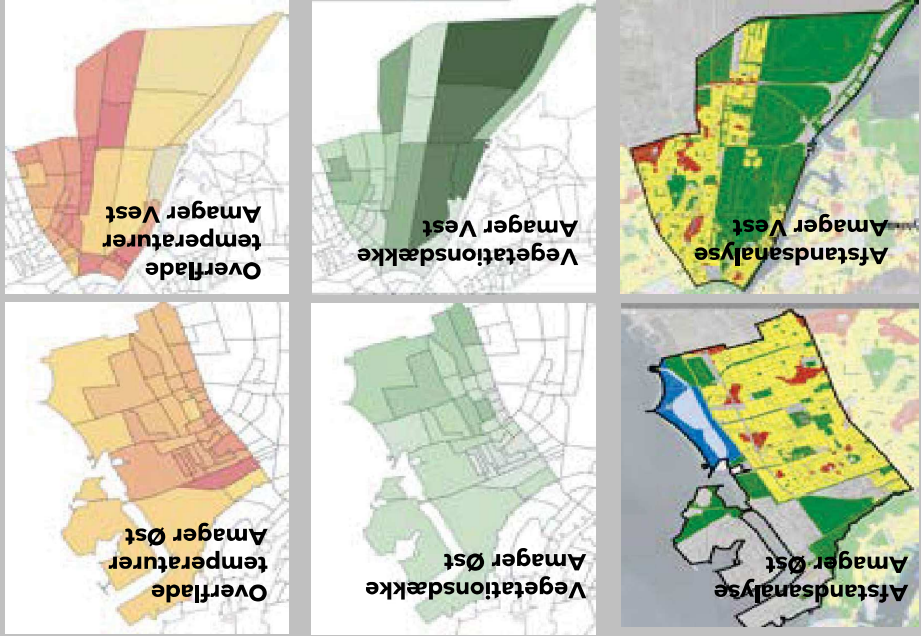 Afstandsanalyse
Amager Øst
Vegetationsdække
Amager Øst
Overflade
temperaturer
Amager Øst
Afstandsanalyse
Amager Vest
Vegetationsdække
Amager Vest
Overflade
temperaturer
Amager Vest